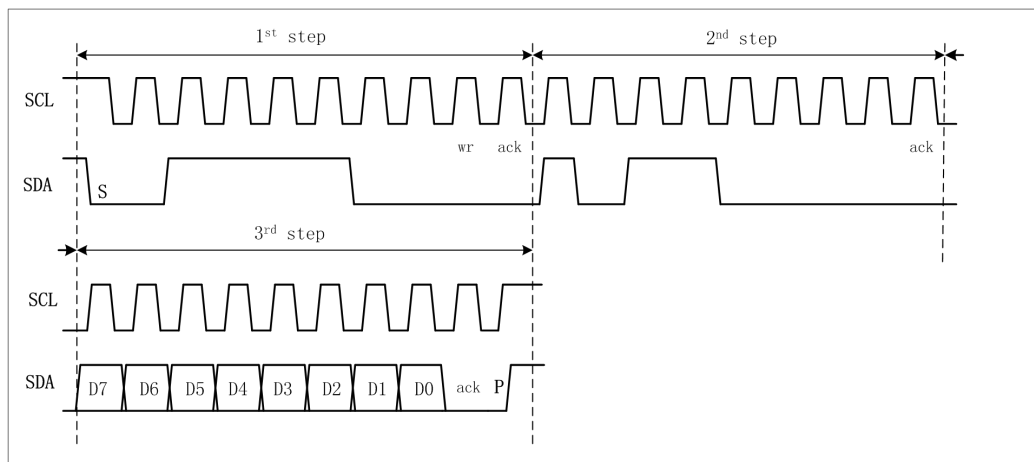 1st step 2nd step
SCL
wr ack ack
SDA S
3rd step
SCL
SDA D7 D6 D5 D4 D3 D2 D1 D0 ack P